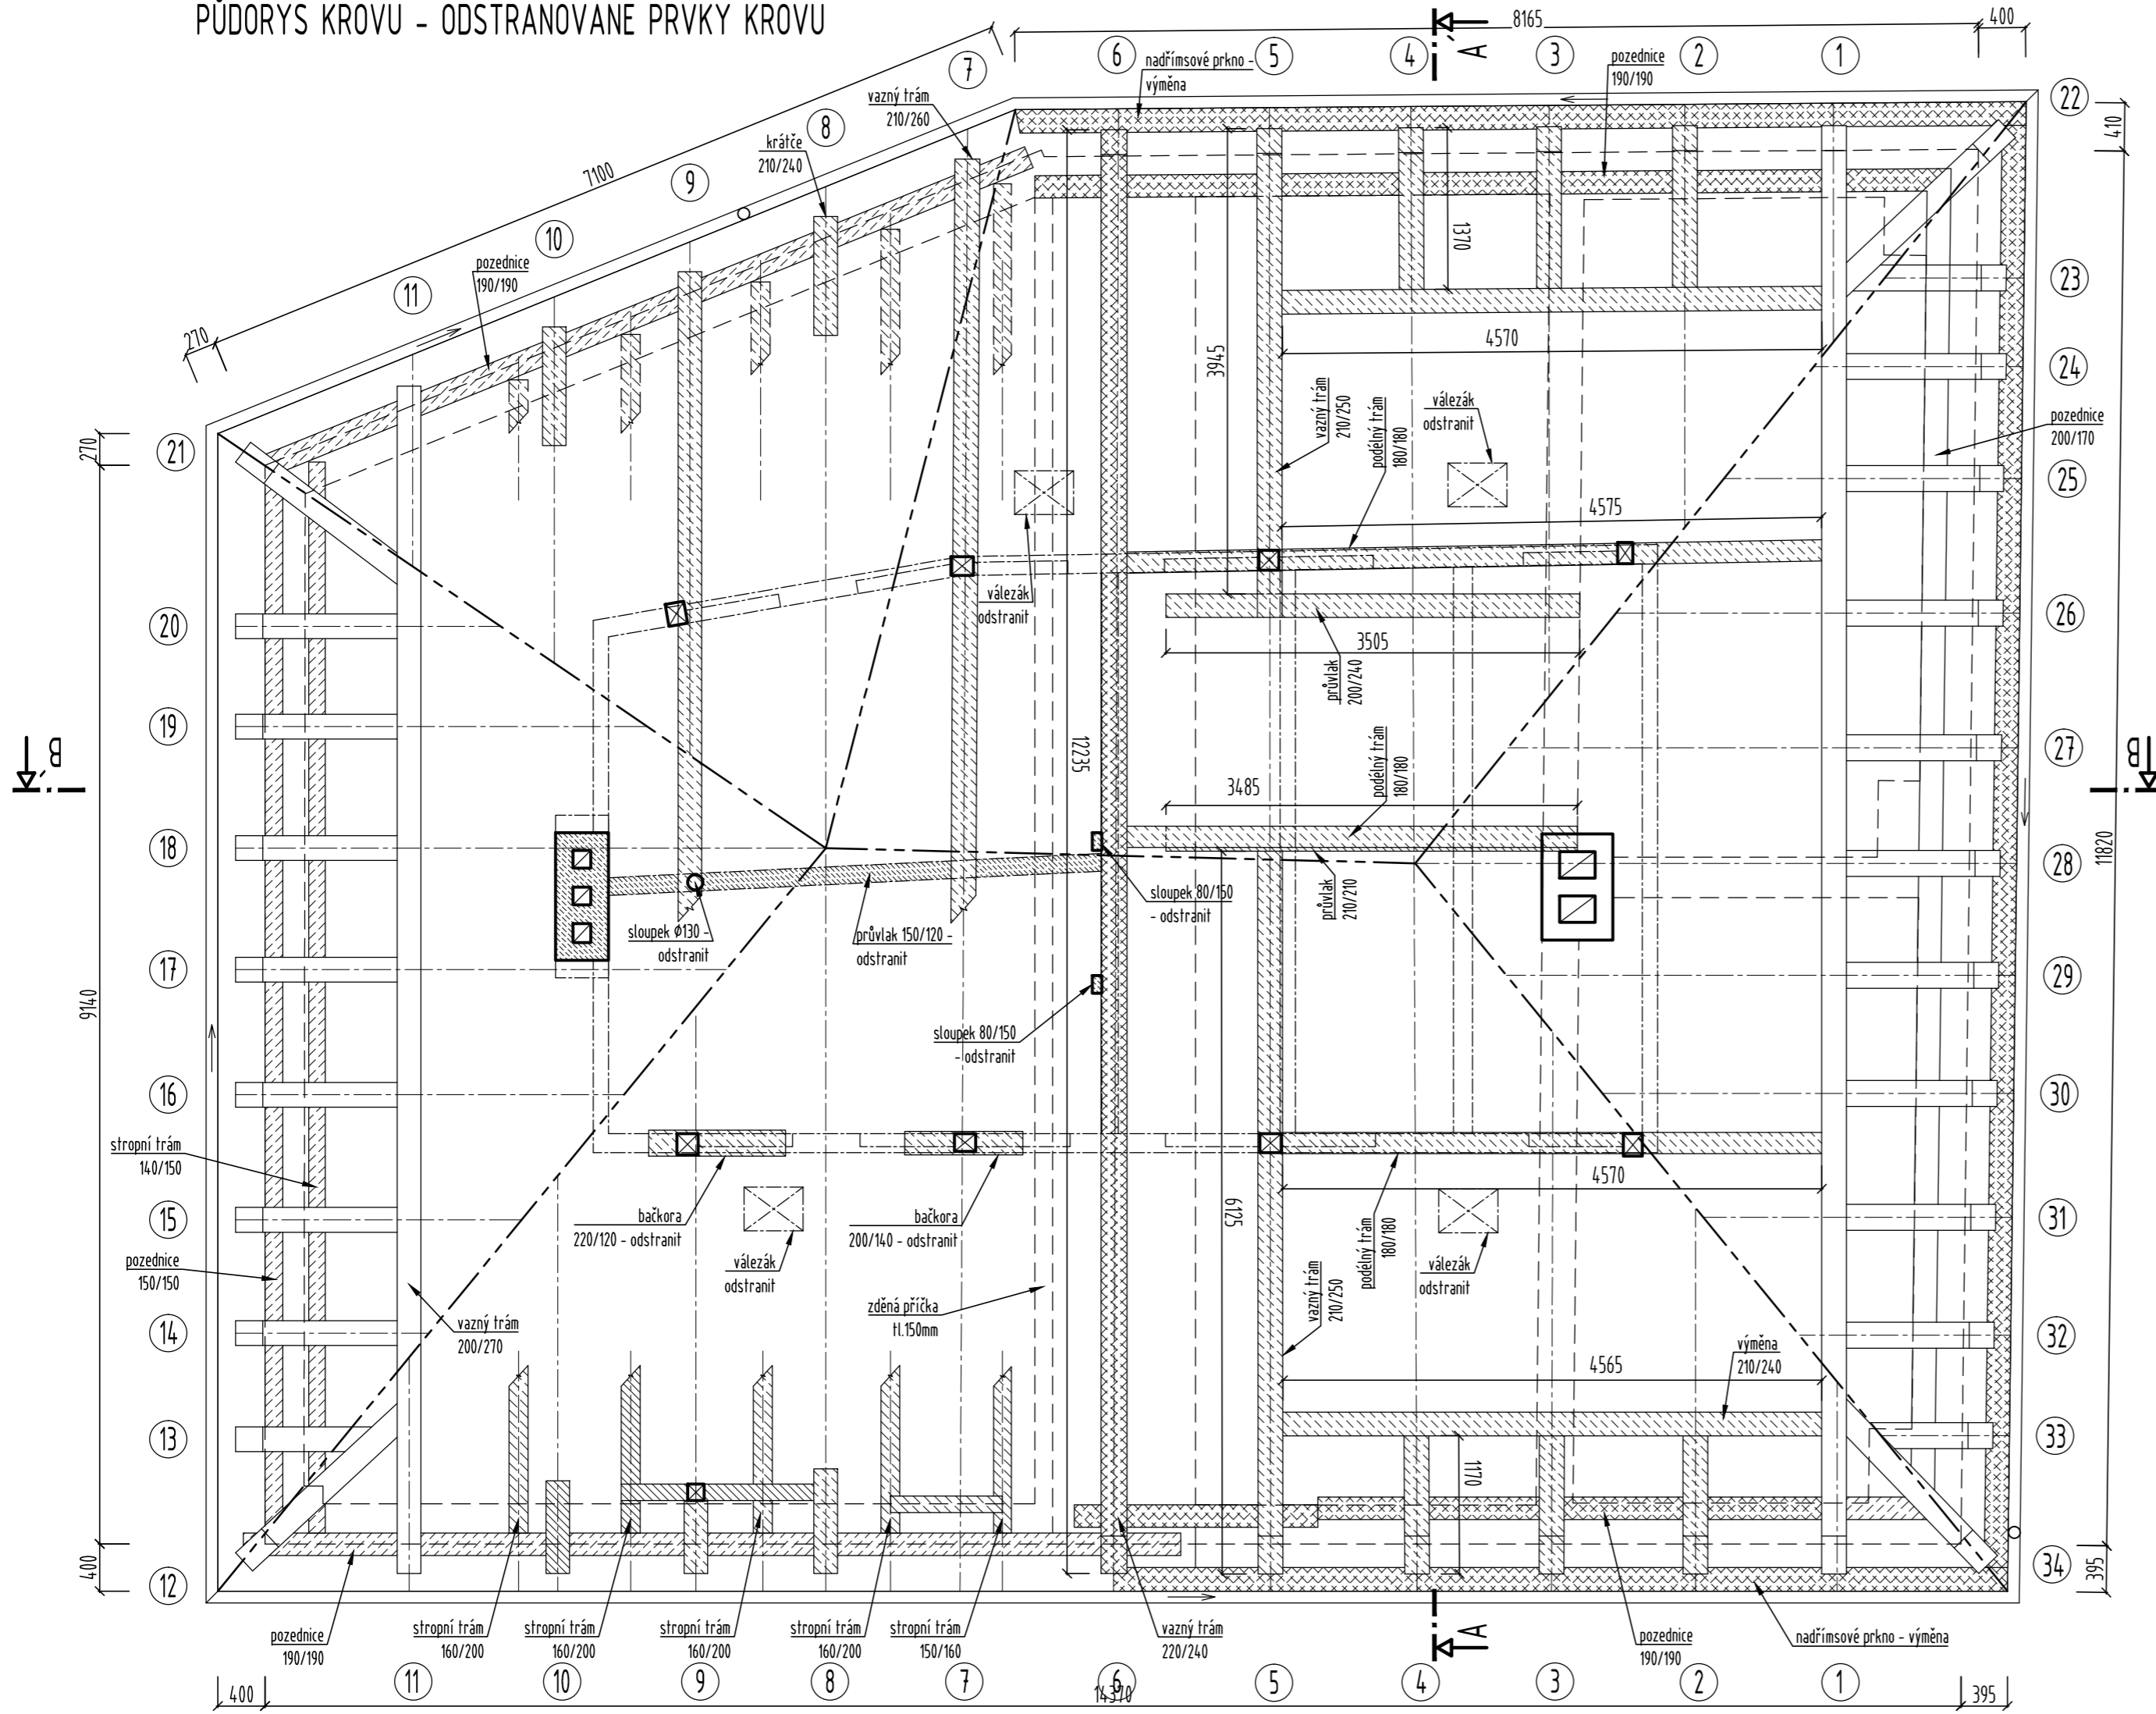 PŮDORYS KROVU - ODSTRANOVANE PRVKY KROVU
8165
400
A'
7
6
5
4
3
2
1
nadřímsové prkno -
výměna
pozednice
190/190
22
410
vazný trám
210/260
8
krátče
210/240
7100
9
10
pozednice
190/190
11
270
1370
23
4570
24
3945
vazný trám
210/250
podélný trám
180/180
válezák
odstranit
pozednice
200/170
270
21
25
4575
válezák
odstranit
20
26
3505
průvlak
200/240
19
27
B'
B
12235
podélný trám
180/180
3485
18
28
11820
sloupek 80/150
- odstranit
průvlak
210/210
sloupek Ø130 -
odstranit
průvlak 150/120 -
odstranit
17
29
9140
sloupek 80/150
- odstranit
16
30
stropní trám
140/150
4570
15
31
bačkora
220/120 - odstranit
bačkora
200/140 - odstranit
6125
podélný trám
180/180
válezák
odstranit
válezák
odstranit
pozednice
150/150
vazný trám
210/250
zděná příčka
tl.150mm
14
vazný trám
200/270
32
výměna
210/240
4565
13
33
1170
400
12
34
395
pozednice
190/190
stropní trám
160/200
stropní trám
160/200
stropní trám
160/200
stropní trám
160/200
stropní trám
150/160
vazný trám
220/240
A
pozednice
190/190
nadřímsové prkno - výměna
11
10
9
8
7
6
5
4
3
2
1
400
14370
395